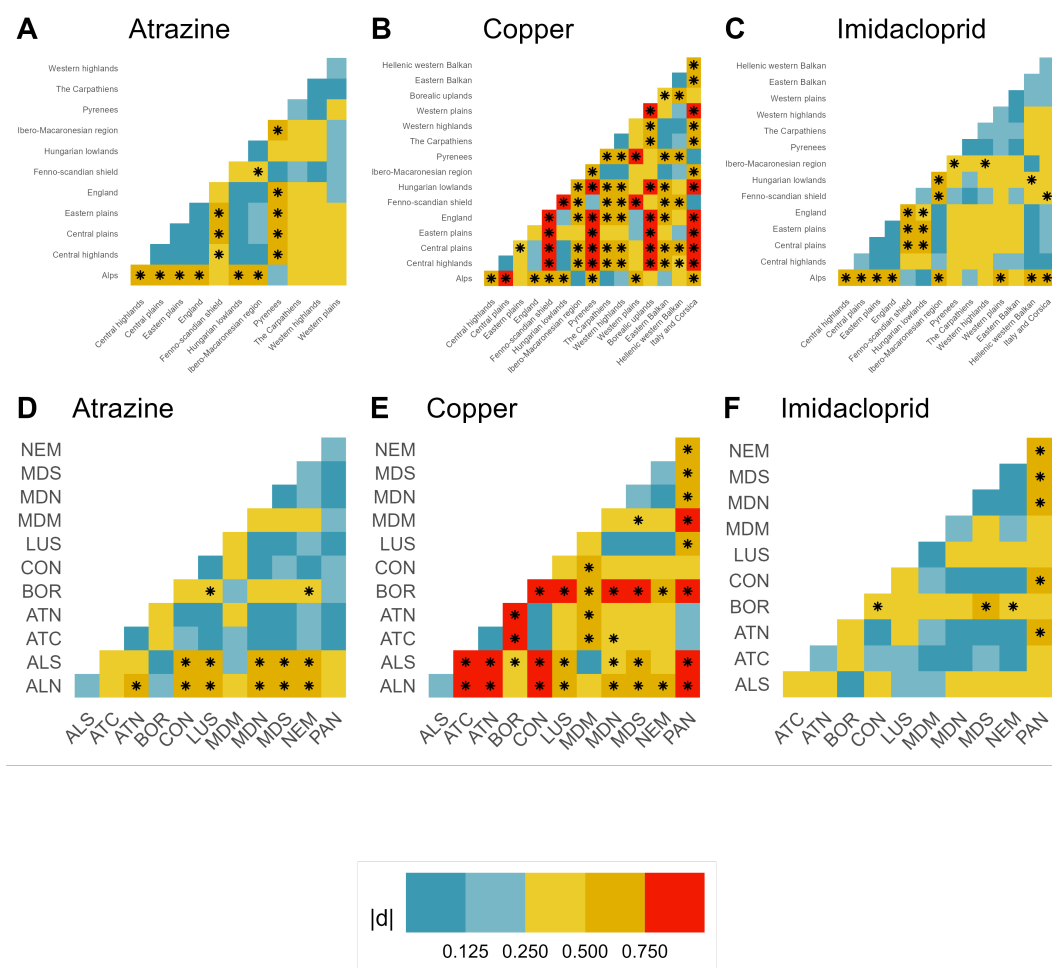 A Atrazine
Western highlands
The Carpathiens
Pyrenees
Ibero-Macaronesian region
Hungarian lowlands
Fenno-scandian shield
England
Eastern plains
Central plains
Central highlands
Alps
Central highlands
Central plains
Eastern plains
England
Fenno-scandian shield
Hungarian lowlands
Ibero-Macaronesian region
Pyrenees
The Carpathiens
Western highlands
Western plains
B Copper
Hellenic western Balkan
Eastern Balkan
Borealic uplands
Western plains
Western highlands
The Carpathiens
Pyrenees
Ibero-Macaronesian region
Hungarian lowlands
Fenno-scandian shield
England
Eastern plains
Central plains
Central highlands
Alps
Central highlands
Central plains
Eastern plains
England
Fenno-scandian shield
Hungarian lowlands
Ibero-Macaronesian region
Pyrenees
The Carpathiens
Western highlands
Western plains
Borealic uplands
Eastern Balkan
Hellenic western Balkan
Italy and Corsica
C Imidacloprid
Hellenic western Balkan
Eastern Balkan
Western plains
Western highlands
The Carpathiens
Pyrenees
Ibero-Macaronesian region
Hungarian lowlands
Fenno-scandian shield
England
Eastern plains
Central plains
Central highlands
Alps
Central highlands
Central plains
Eastern plains
England
Fenno-scandian shield
Hungarian lowlands
Ibero-Macaronesian region
Pyrenees
The Carpathiens
Western highlands
Western plains
Eastern Balkan
Hellenic western Balkan
Italy and Corsica
D Atrazine
NEM
MDS
MDN
MDM
LUS
CON
BOR
ATN
ATC
ALS
ALN
ALS
ATC
ATN
BOR
CON
LUS
MDM
MDN
MDS
NEM
PAN
E Copper
NEM
MDS
MDN
MDM
LUS
CON
BOR
ATN
ATC
ALS
ALN
ALS
ATC
ATN
BOR
CON
LUS
MDM
MDN
MDS
NEM
PAN
F Imidacloprid
NEM
MDS
MDN
MDM
LUS
CON
BOR
ATN
ATC
ALS
ATC
ATN
BOR
CON
LUS
MDM
MDN
MDS
NEM
PAN
|d|
0.125 0.250 0.500 0.750